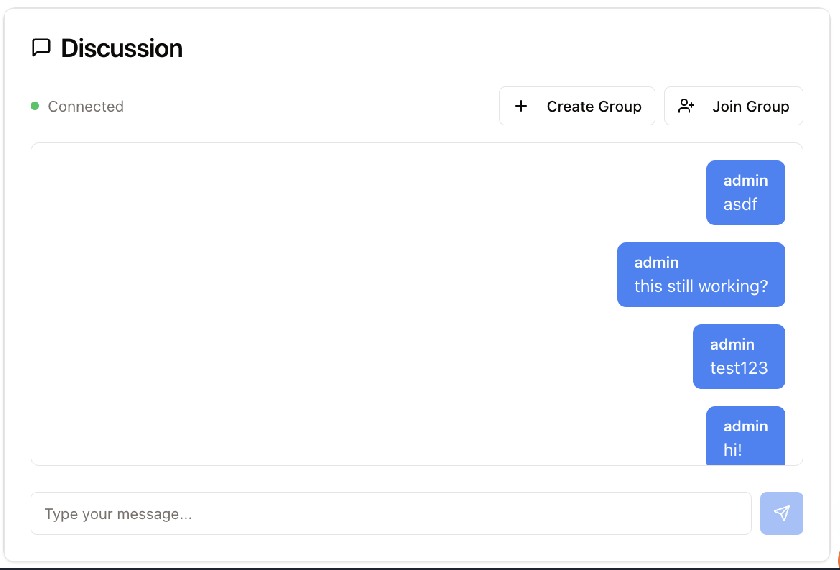 Discussion
Connected
Create Group
Join Group
admin
asdf
admin
this still working?
admin
test123
admin
hi!
Type your message...